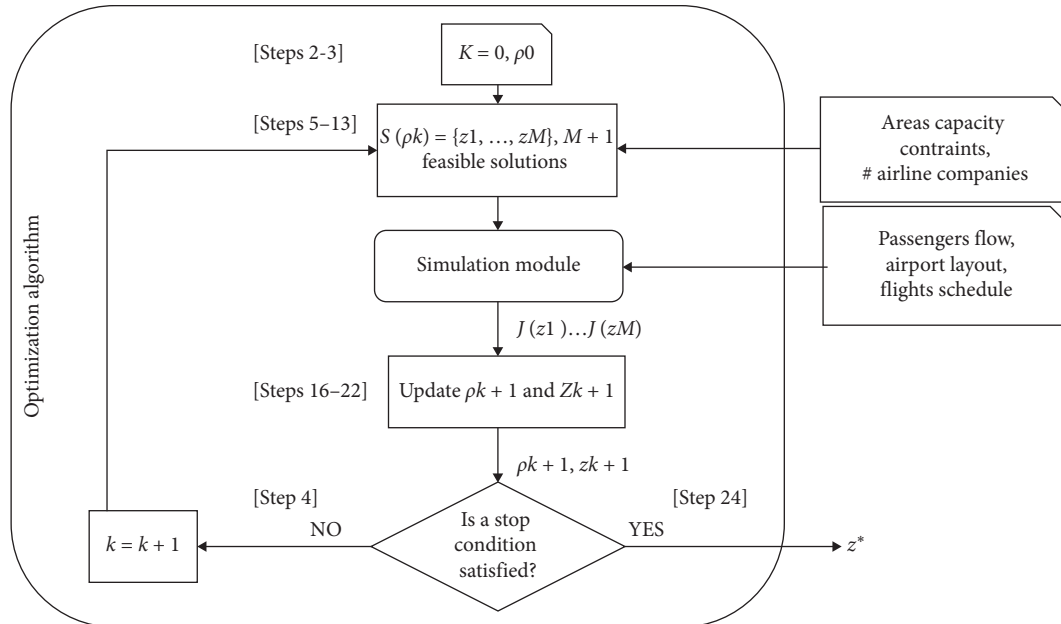 [Steps 2-3]
K = 0, ρ0
[Steps 5–13]
S (ρk) = {z1, …, zM}, M + 1
feasible solutions
Areas capacity
contraints,
# airline companies
Simulation module
Passengers flow,
airport layout,
flights schedule
J (z1 )…J (zM)
Optimization algorithm
[Steps 16–22]
Update ρk + 1 and Zk + 1
ρk + 1, zk + 1
[Step 4]
[Step 24]
NO
Is a stop
condition
satisfied?
YES
k = k + 1
z*